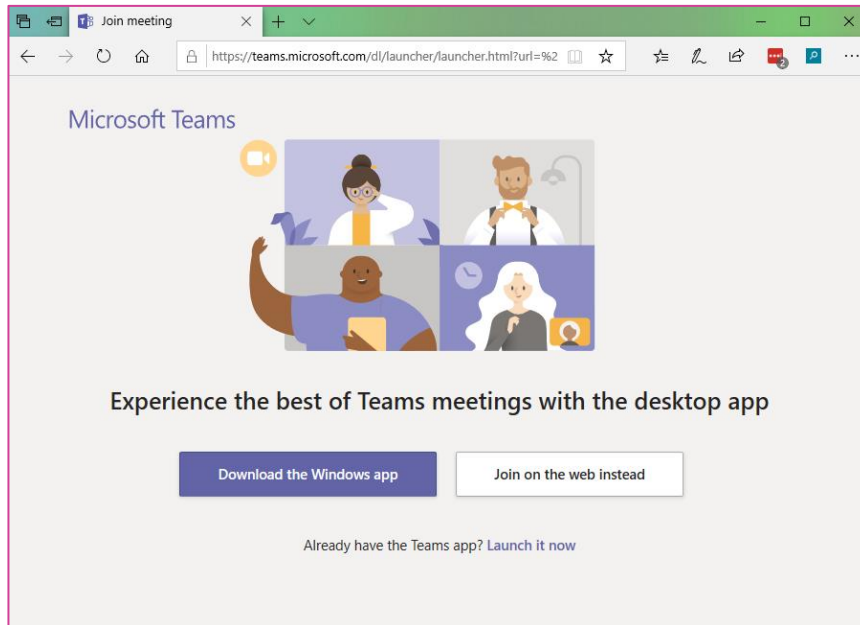 Join meeting
https://teams.microsoft.com/dl/launcher/launcher.html?url=%2
2
Microsoft Teams
Experience the best of Teams meetings with the desktop app
Download the Windows app
Join on the web instead
Already have the Teams app? Launch it now